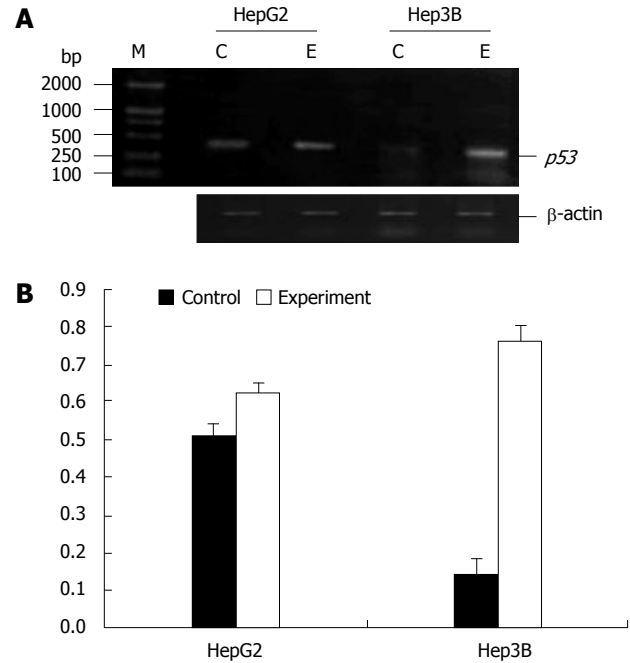 A
HepG2 Hep3B
bp M C E C E
2000
1000
500
250
100
p53
β-actin
B
0.9
Control Experiment
0.8
0.7
0.6
0.5
0.4
0.3
0.2
0.1
0.0
HepG2 Hep3B